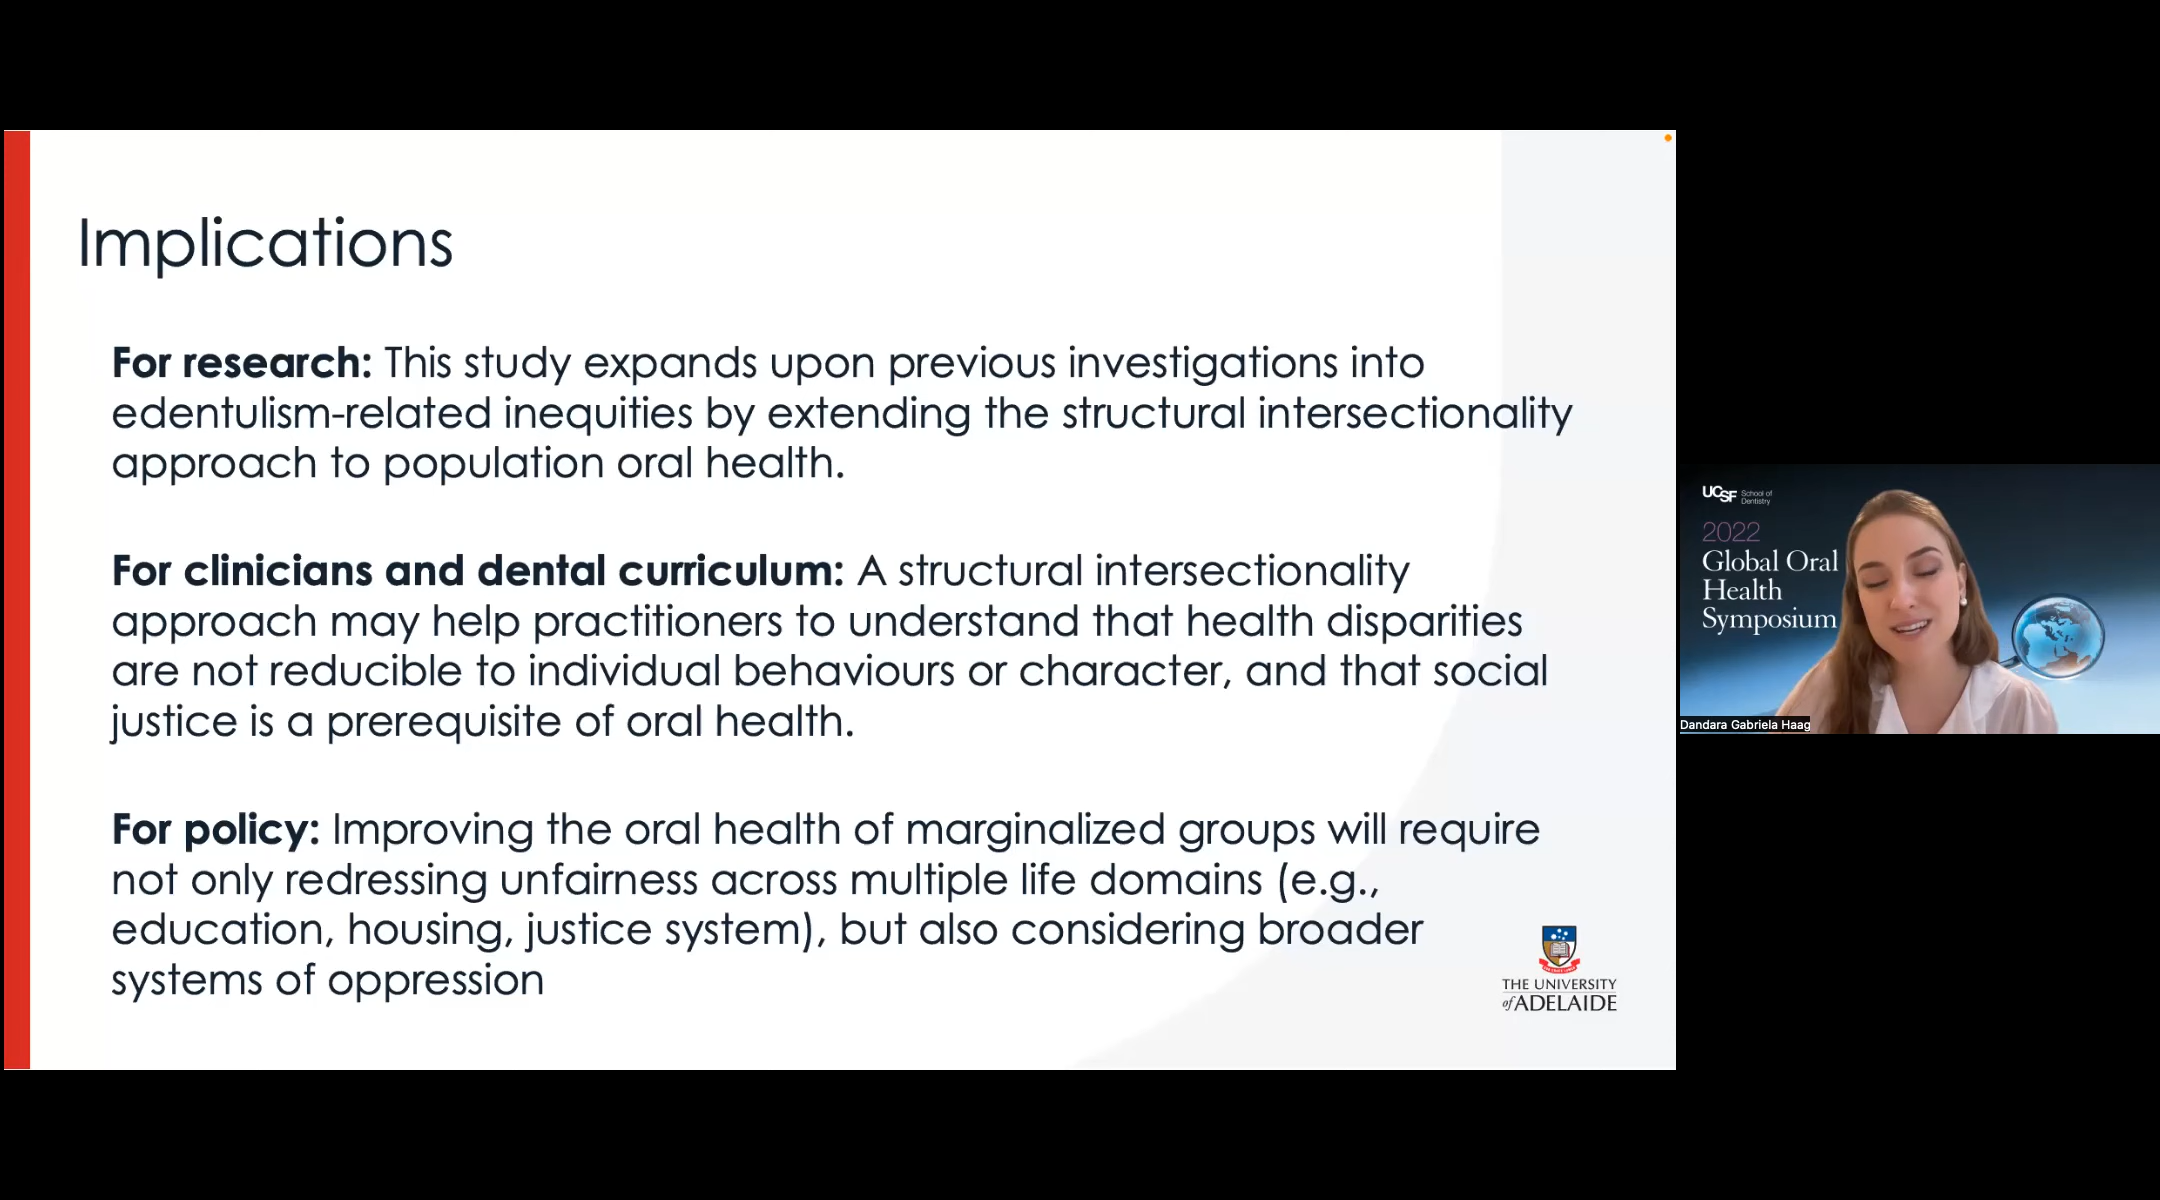 Implications
For research: This study expands upon previous investigations into
edentulism-related inequities by extending the structural intersectionality
approach to population oral health.
For clinicians and dental curriculum: A structural intersectionality
approach may help practitioners to understand that health disparities
are not reducible to individual behaviours or character, and that social
justice is a prerequisite of oral health.
For policy: Improving the oral health of marginalized groups will require
not only redressing unfairness across multiple life domains (e.g.,
education, housing, justice system), but also considering broader
systems of oppression
THE UNIVERSITY
of ADELAIDE
UCSF School of
Dentistry
2022
Global Oral
Health
Symposium
Dandara Gabriela Haag